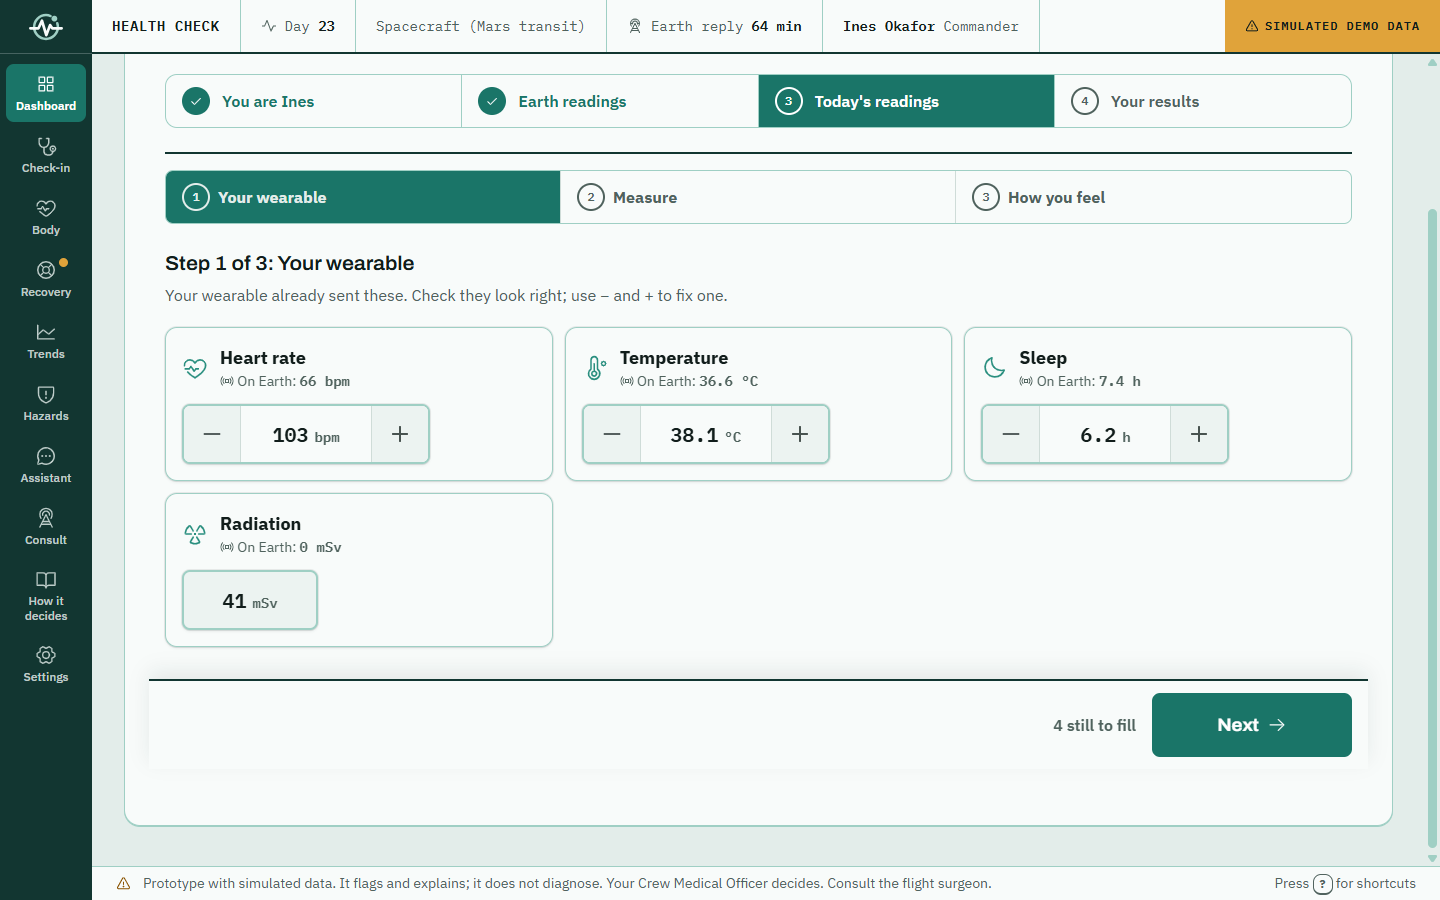 HEALTH CHECK
Day 23
Spacecraft (Mars transit)
Earth reply 64 min
Ines Okafor Commander
SIMULATED DEMO DATA
Dashboard
Check-in
Body
Recovery
Trends
Hazards
Assistant
Consult
How it
decides
Settings
You are Ines
Earth readings
3 Today's readings
4 Your results
1 Your wearable
2 Measure
3 How you feel
Step 1 of 3: Your wearable
Your wearable already sent these. Check they look right; use – and + to fix one.
Heart rate
On Earth: 66 bpm
— 103 bpm +
Temperature
On Earth: 36.6 °C
— 38.1 °C +
Sleep
On Earth: 7.4 h
— 6.2 h +
Radiation
On Earth: 0 mSv
41 mSv
4 still to fill
Next →
Prototype with simulated data. It flags and explains; it does not diagnose. Your Crew Medical Officer decides. Consult the flight surgeon.
Press ? for shortcuts